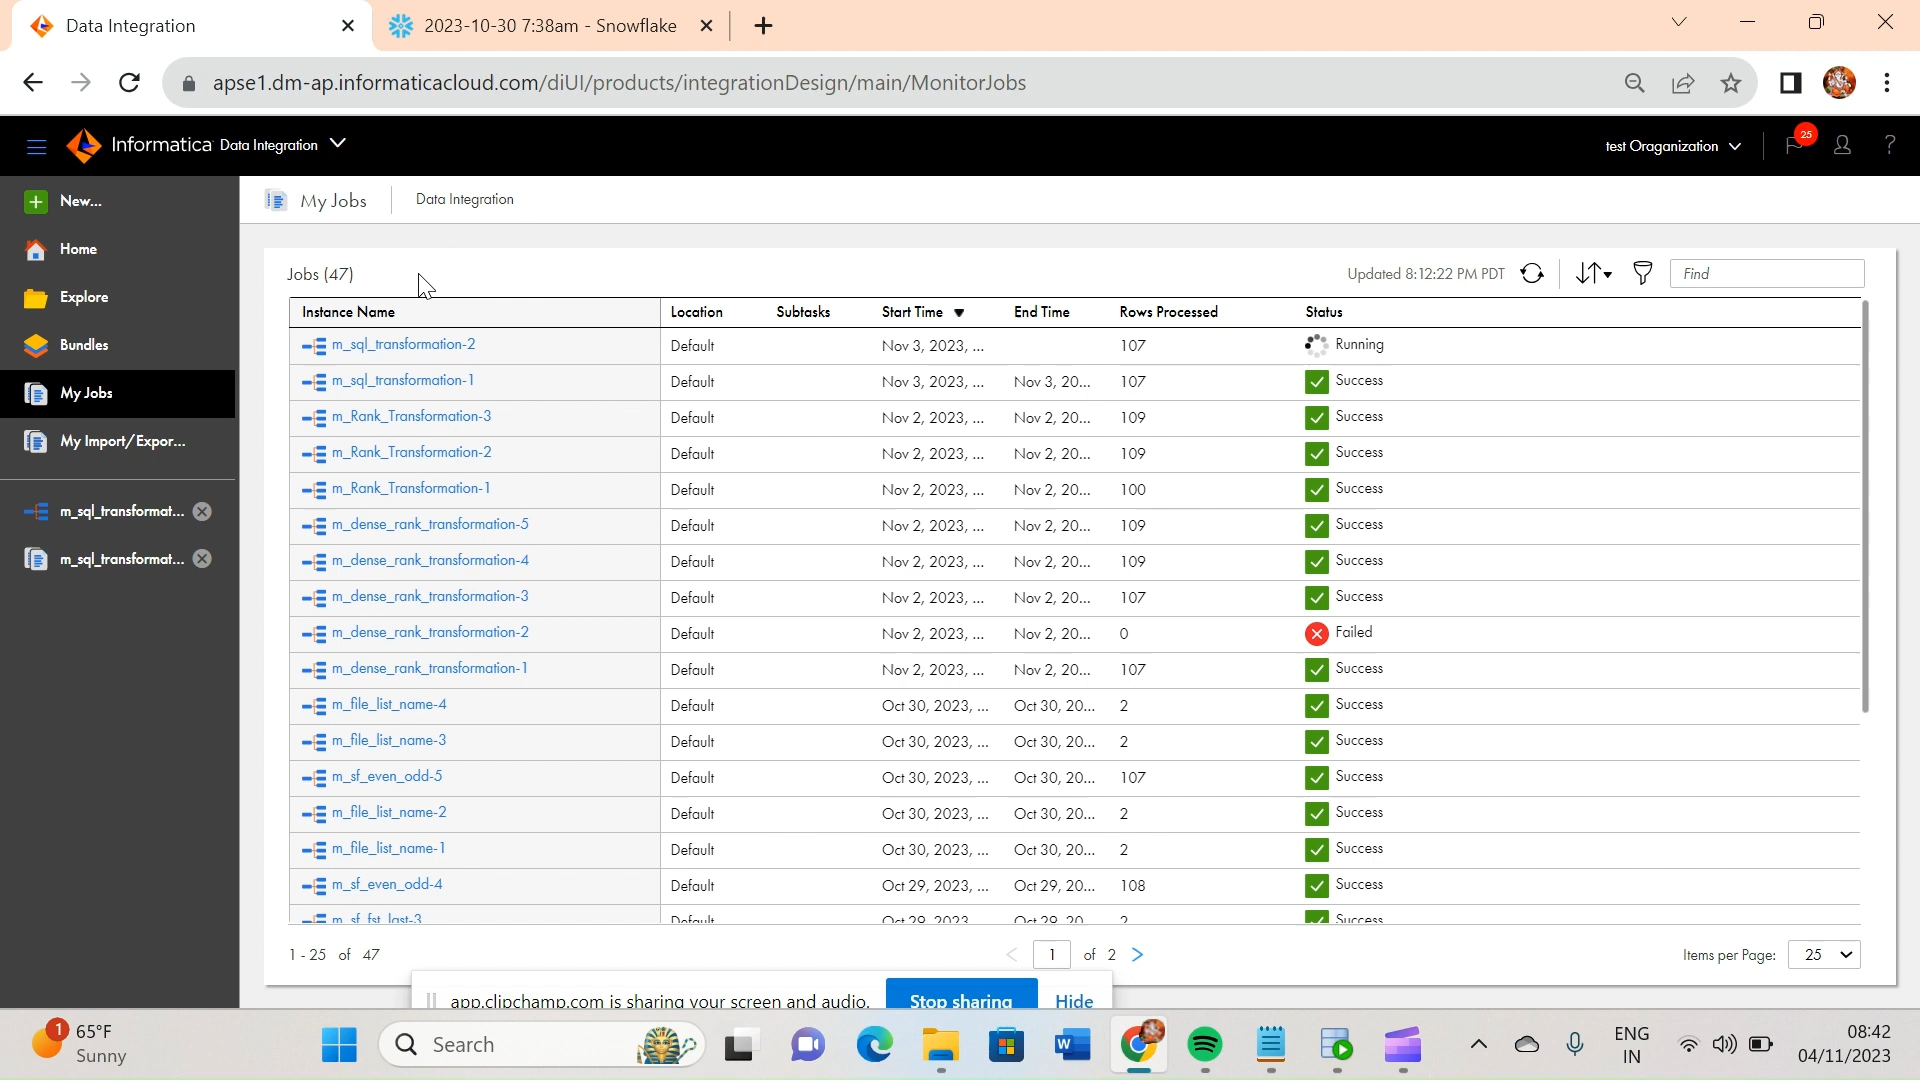 Data Integration
2023-10-30 7:38am - Snowflake
apse1.dm-ap.informaticacloud.com/diUI/products/integrationDesign/main/MonitorJobs
Informatica Data Integration
test Oraganization
25
?
New...
Home
Explore
Bundles
My Jobs
My Import/Expor...
m_sql_transformat...
m_sql_transformat...
My Jobs
Data Integration
Jobs (47)
Updated 8:12:22 PM PDT
Find
Instance Name Location Subtasks Start Time End Time Rows Processed Status
m_sql_transformation-2 Default Nov 3, 2023, ... 107 Running
m_sql_transformation-1 Default Nov 3, 2023, ... Nov 3, 20... 107 Success
m_Rank_Transformation-3 Default Nov 2, 2023, ... Nov 2, 20... 109 Success
m_Rank_Transformation-2 Default Nov 2, 2023, ... Nov 2, 20... 109 Success
m_Rank_Transformation-1 Default Nov 2, 2023, ... Nov 2, 20... 100 Success
m_dense_rank_transformation-5 Default Nov 2, 2023, ... Nov 2, 20... 109 Success
m_dense_rank_transformation-4 Default Nov 2, 2023, ... Nov 2, 20... 109 Success
m_dense_rank_transformation-3 Default Nov 2, 2023, ... Nov 2, 20... 107 Success
m_dense_rank_transformation-2 Default Nov 2, 2023, ... Nov 2, 20... 0 Failed
m_dense_rank_transformation-1 Default Nov 2, 2023, ... Nov 2, 20... 107 Success
m_file_list_name-4 Default Oct 30, 2023, ... Oct 30, 20... 2 Success
m_file_list_name-3 Default Oct 30, 2023, ... Oct 30, 20... 2 Success
m_sf_even_odd-5 Default Oct 30, 2023, ... Oct 30, 20... 107 Success
m_file_list_name-2 Default Oct 30, 2023, ... Oct 30, 20... 2 Success
m_file_list_name-1 Default Oct 30, 2023, ... Oct 30, 20... 2 Success
m_sf_even_odd-4 Default Oct 29, 2023, ... Oct 29, 20... 108 Success
m_sf_fst_last-3 Default Oct 29, 2023, ... Oct 29, 20... 2 Success
1 - 25 of 47
1 of 2
Items per Page: 25
app.clipchamp.com is sharing your screen and audio. Stop sharing Hide
1
65°F
Sunny
Search
ENG
IN
08:42
04/11/2023